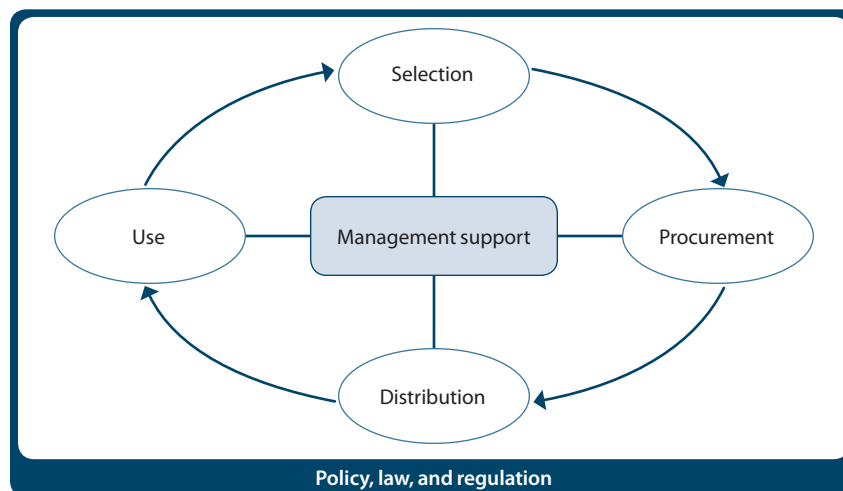 Selection
Use
Management support
Procurement
Distribution
Policy, law, and regulation